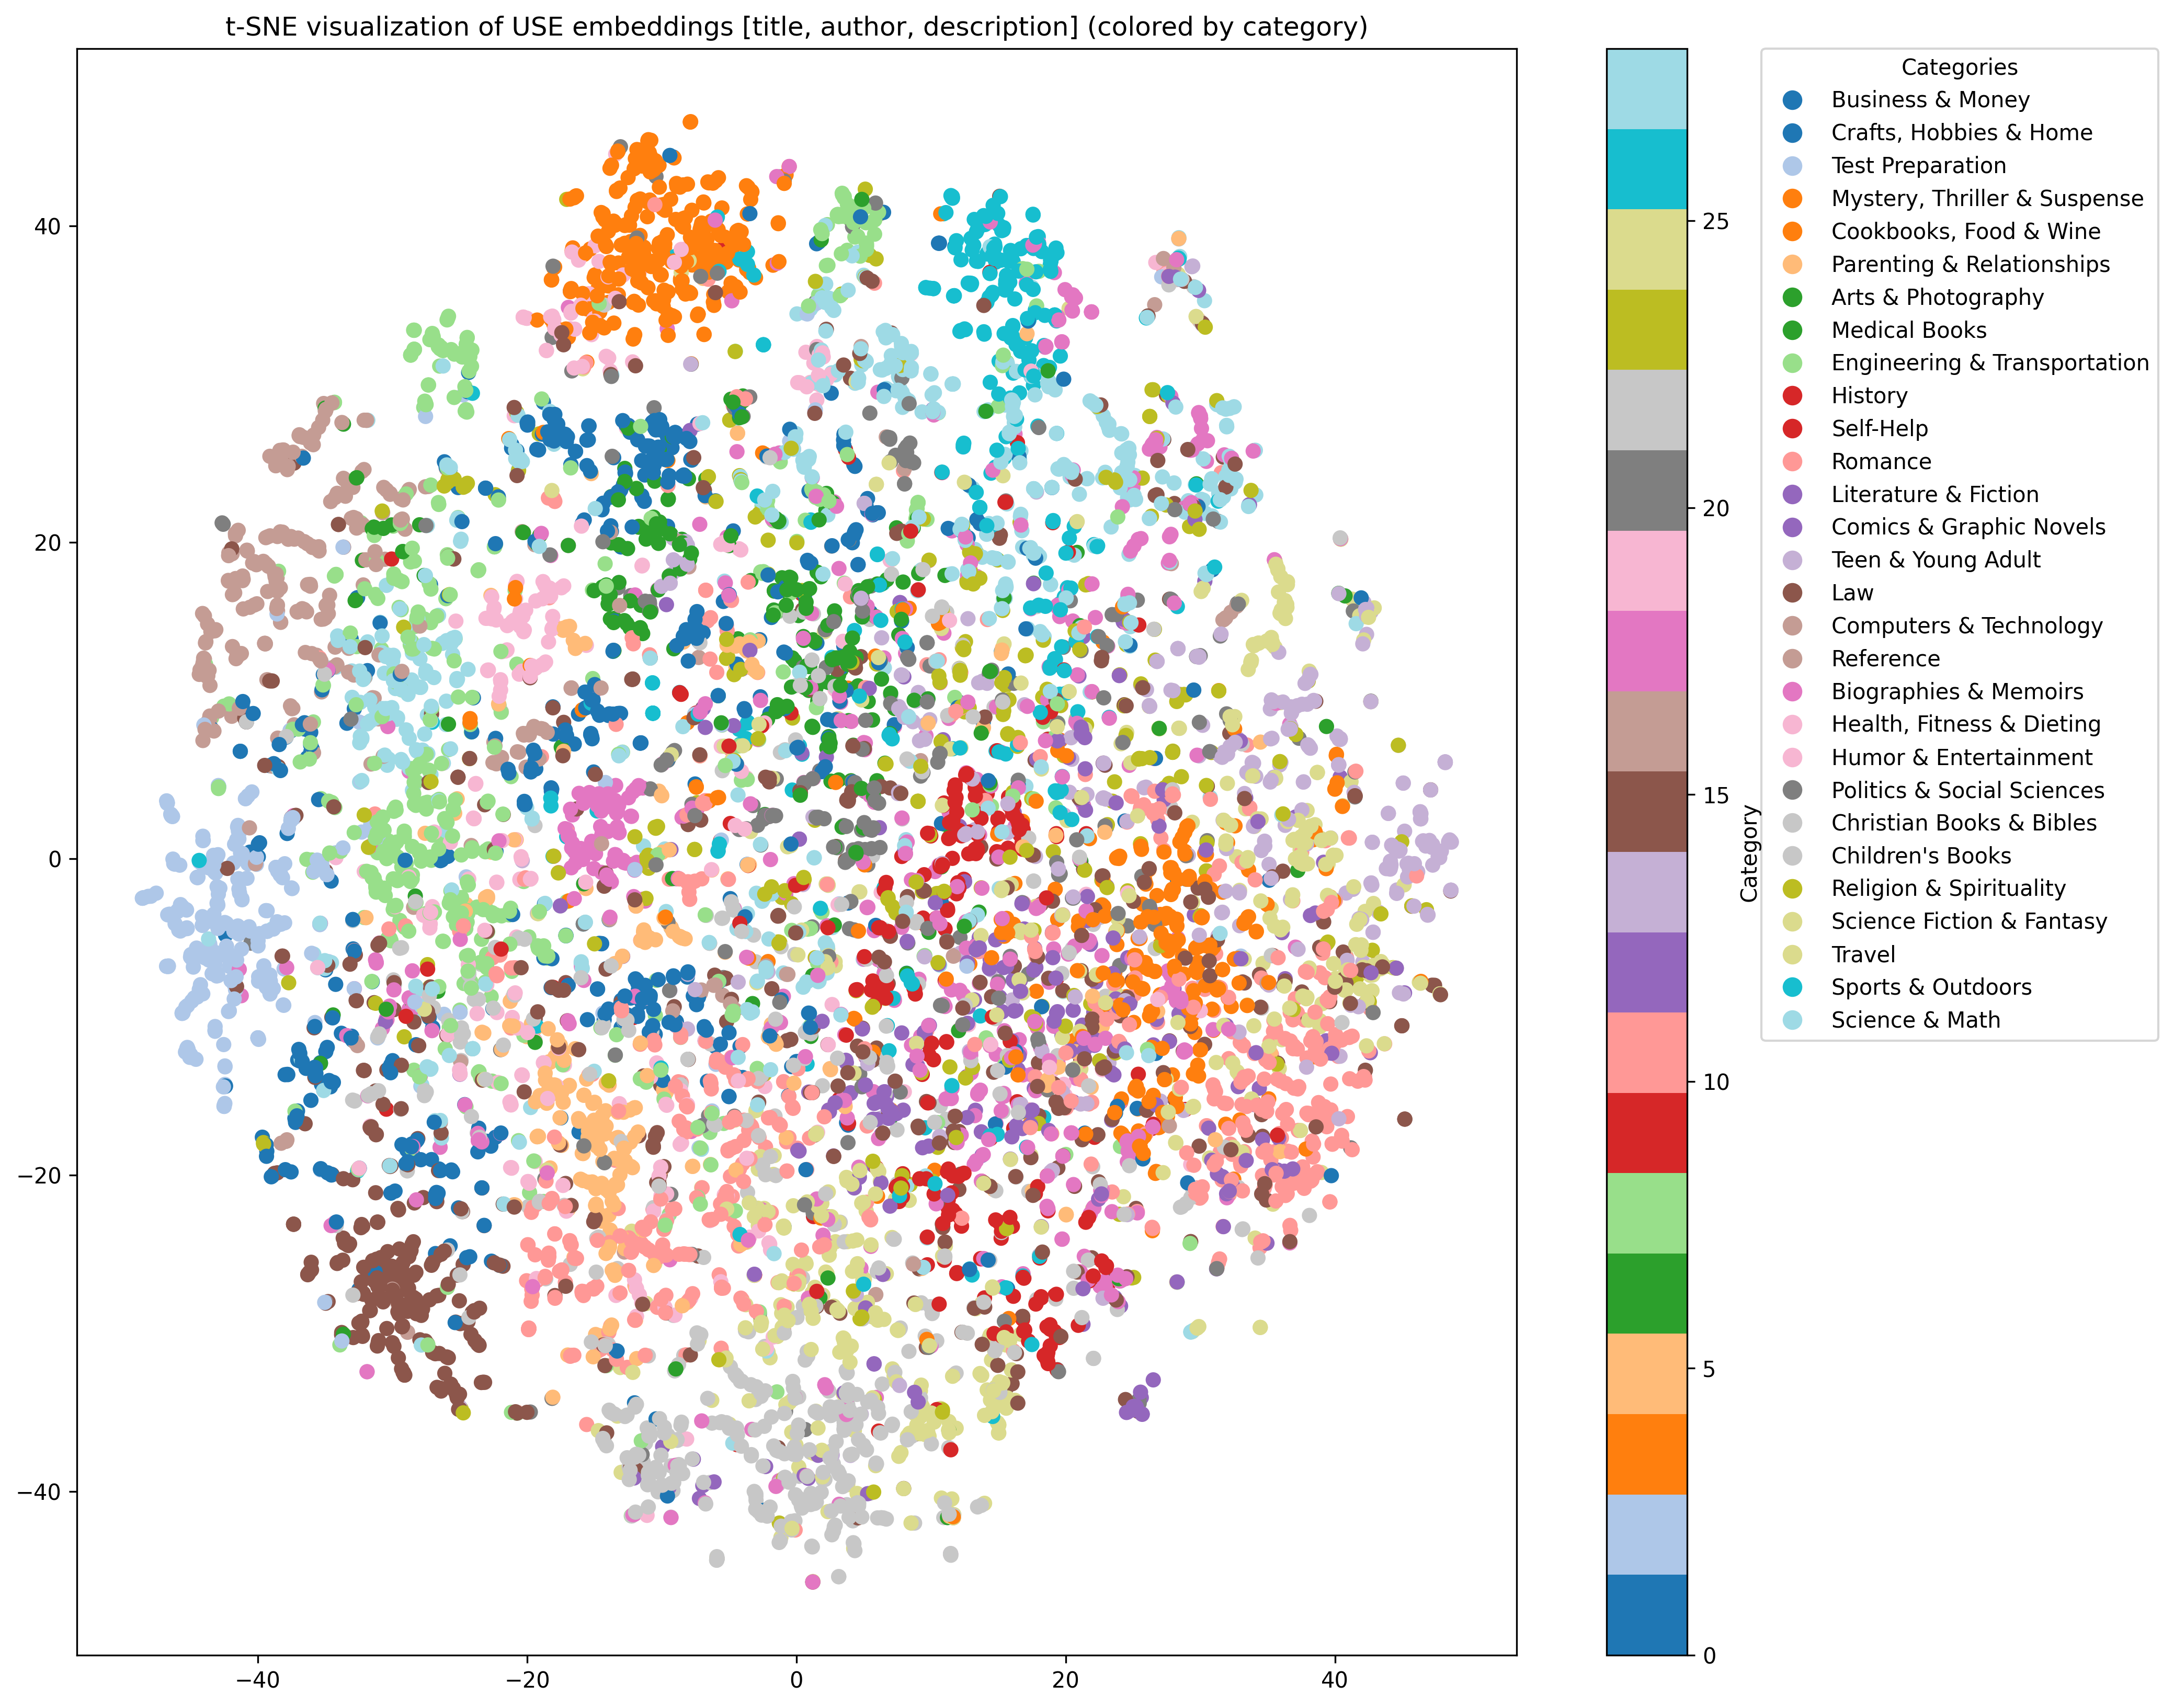 t-SNE visualization of USE embeddings [title, author, description] (colored by category)
40
20
0
−20
−40
−40
−20
0
20
40
25
20
15
10
5
0
Category
Categories
Business & Money
Crafts, Hobbies & Home
Test Preparation
Mystery, Thriller & Suspense
Cookbooks, Food & Wine
Parenting & Relationships
Arts & Photography
Medical Books
Engineering & Transportation
History
Self-Help
Romance
Literature & Fiction
Comics & Graphic Novels
Teen & Young Adult
Law
Computers & Technology
Reference
Biographies & Memoirs
Health, Fitness & Dieting
Humor & Entertainment
Politics & Social Sciences
Christian Books & Bibles
Children's Books
Religion & Spirituality
Science Fiction & Fantasy
Travel
Sports & Outdoors
Science & Math